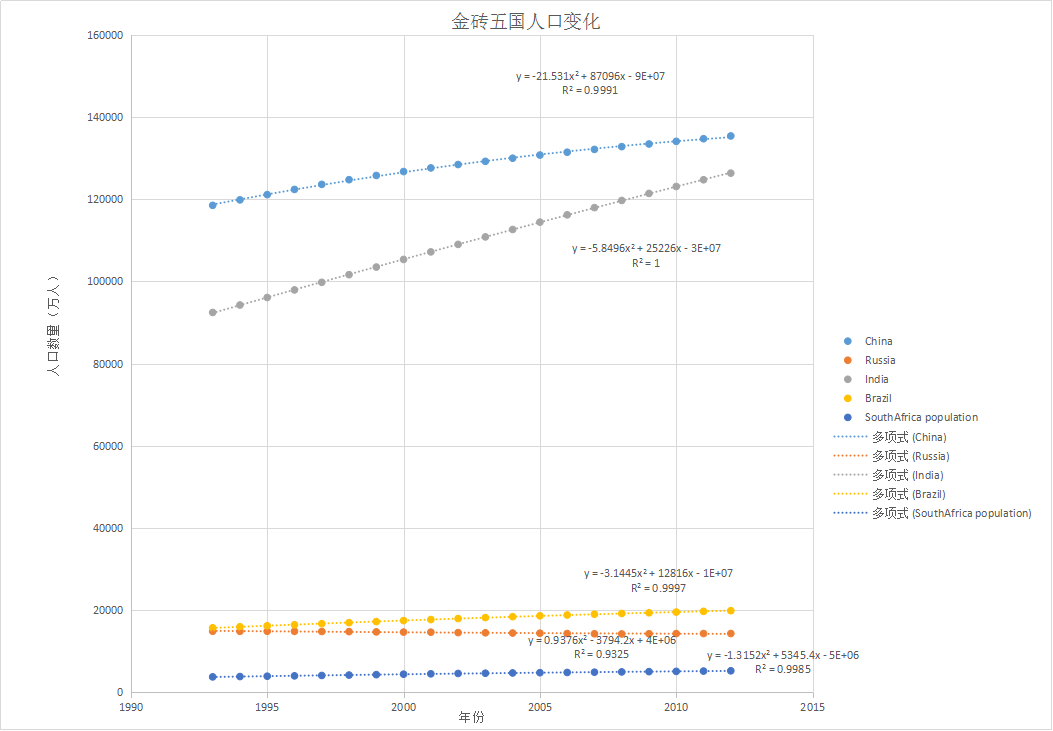 金砖五国人口变化
160000
140000
120000
100000
80000
60000
40000
20000
0
人口数量（万人）
y = -21.531x² + 87096x - 9E+07
R² = 0.9991
y = -5.8496x² + 25226x - 3E+07
R² = 1
y = -3.1445x² + 12816x - 1E+07
R² = 0.9997
y = 0.9376x² - 3794.2x + 4E+06
R² = 0.9325
y = -1.3152x² + 5345.4x - 5E+06
R² = 0.9985
1990 1995 2000 2005 2010 2015
年份
China
Russia
India
Brazil
SouthAfrica population
多项式 (China)
多项式 (Russia)
多项式 (India)
多项式 (Brazil)
多项式 (SouthAfrica population)